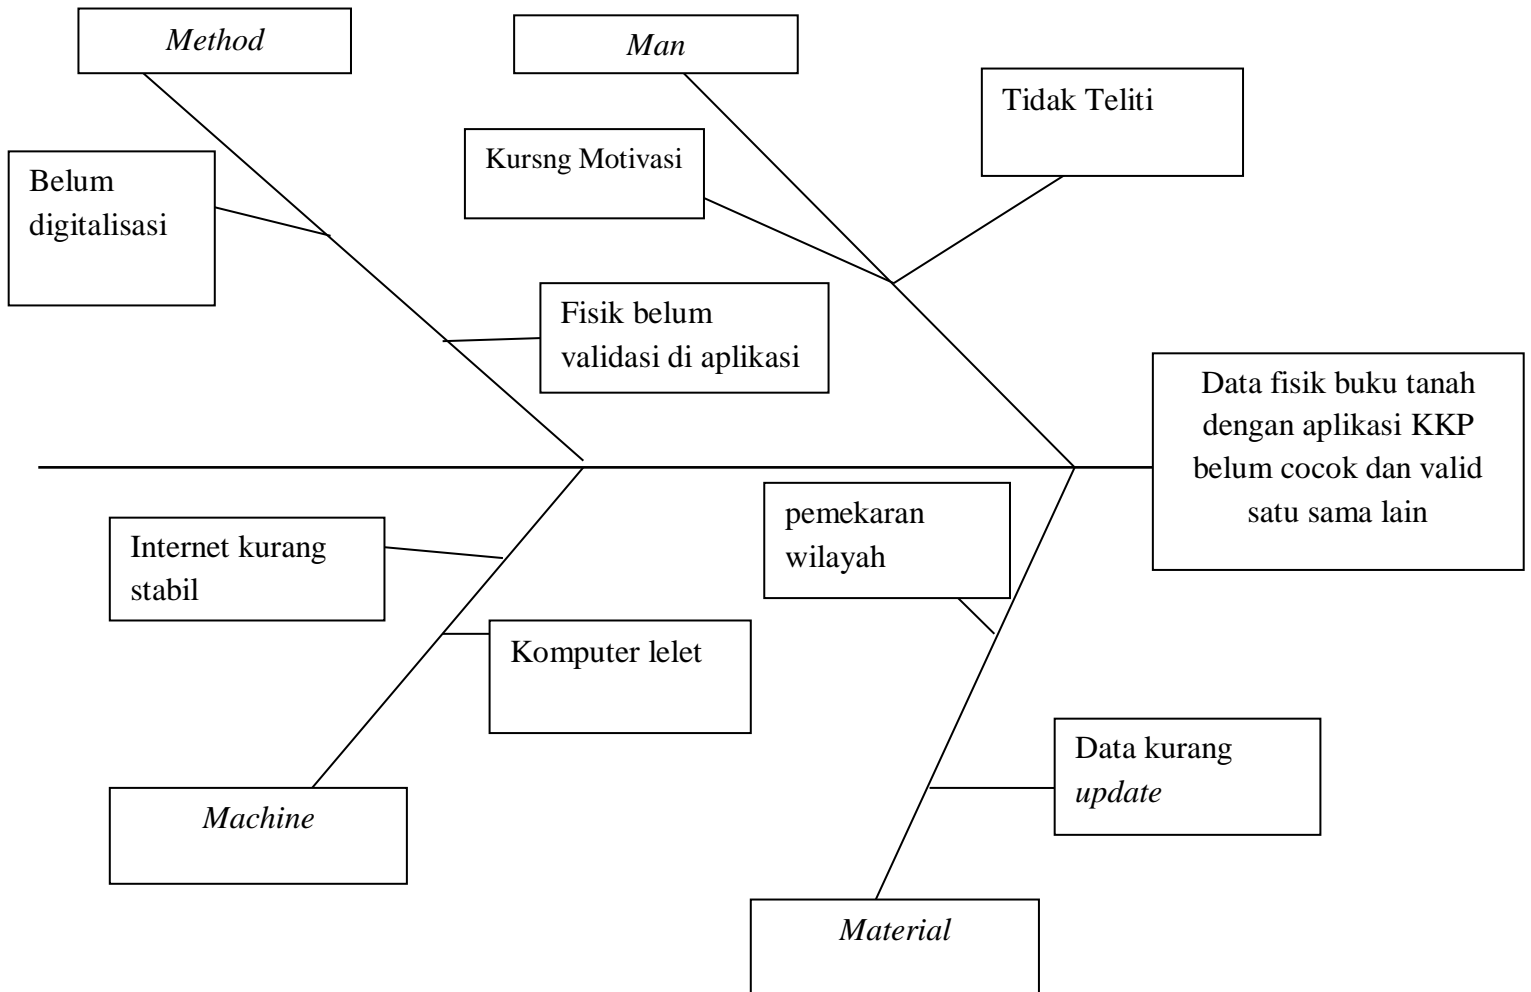 Method
Man
Tidak Teliti
Kursng Motivasi
Belum
digitalisasi
Fisik belum
validasi di aplikasi
Data fisik buku tanah
dengan aplikasi KKP
belum cocok dan valid
satu sama lain
pemekaran
wilayah
Internet kurang
stabil
Komputer lelet
Data kurang
update
Machine
Material